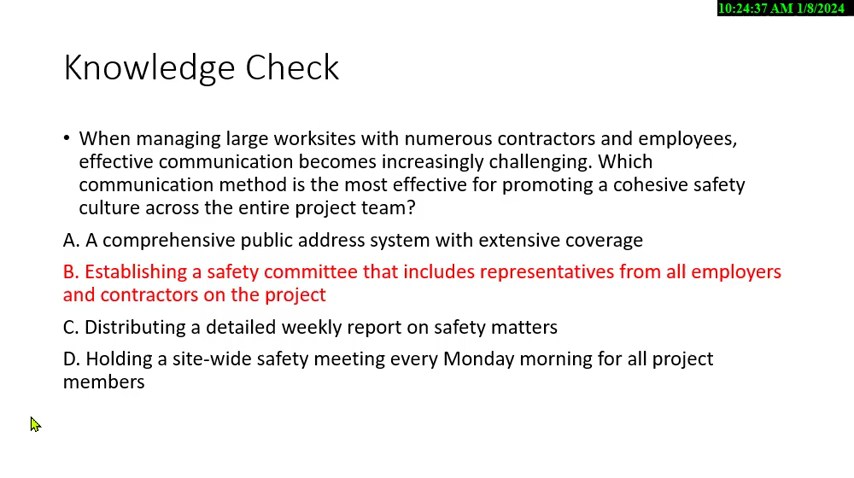 10:24:37 AM 1/8/2024
Knowledge Check
• When managing large worksites with numerous contractors and employees,
effective communication becomes increasingly challenging. Which
communication method is the most effective for promoting a cohesive safety
culture across the entire project team?
A. A comprehensive public address system with extensive coverage
B. Establishing a safety committee that includes representatives from all employers
and contractors on the project
C. Distributing a detailed weekly report on safety matters
D. Holding a site-wide safety meeting every Monday morning for all project
members